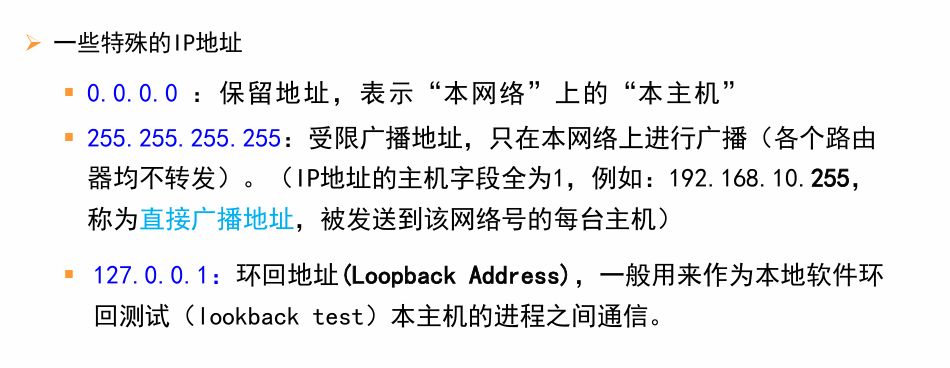 一些特殊的IP地址
0.0.0.0 ：保留地址，表示“本网络”上的“本主机”
255.255.255.255：受限广播地址，只在本网络上进行广播（各个路由
器均不转发）。（IP地址的主机字段全为1，例如：192.168.10.255，
称为直接广播地址，被发送到该网络号的每台主机）
127.0.0.1：环回地址(Loopback Address)，一般用来作为本地软件环
回测试（lookback test）本主机的进程之间通信。